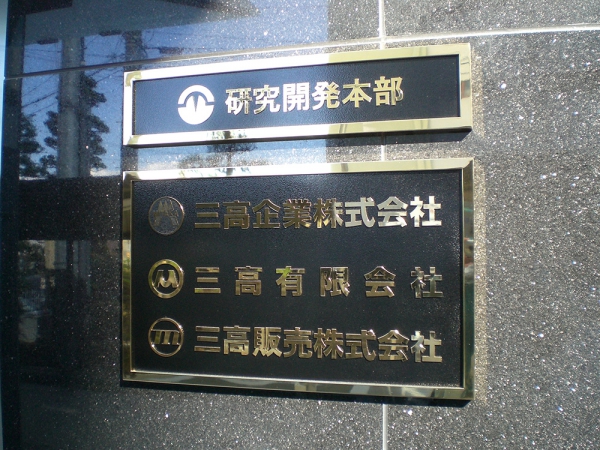 研究開発本部
三高企業株式会社
三高有限会社
三高販売株式会社